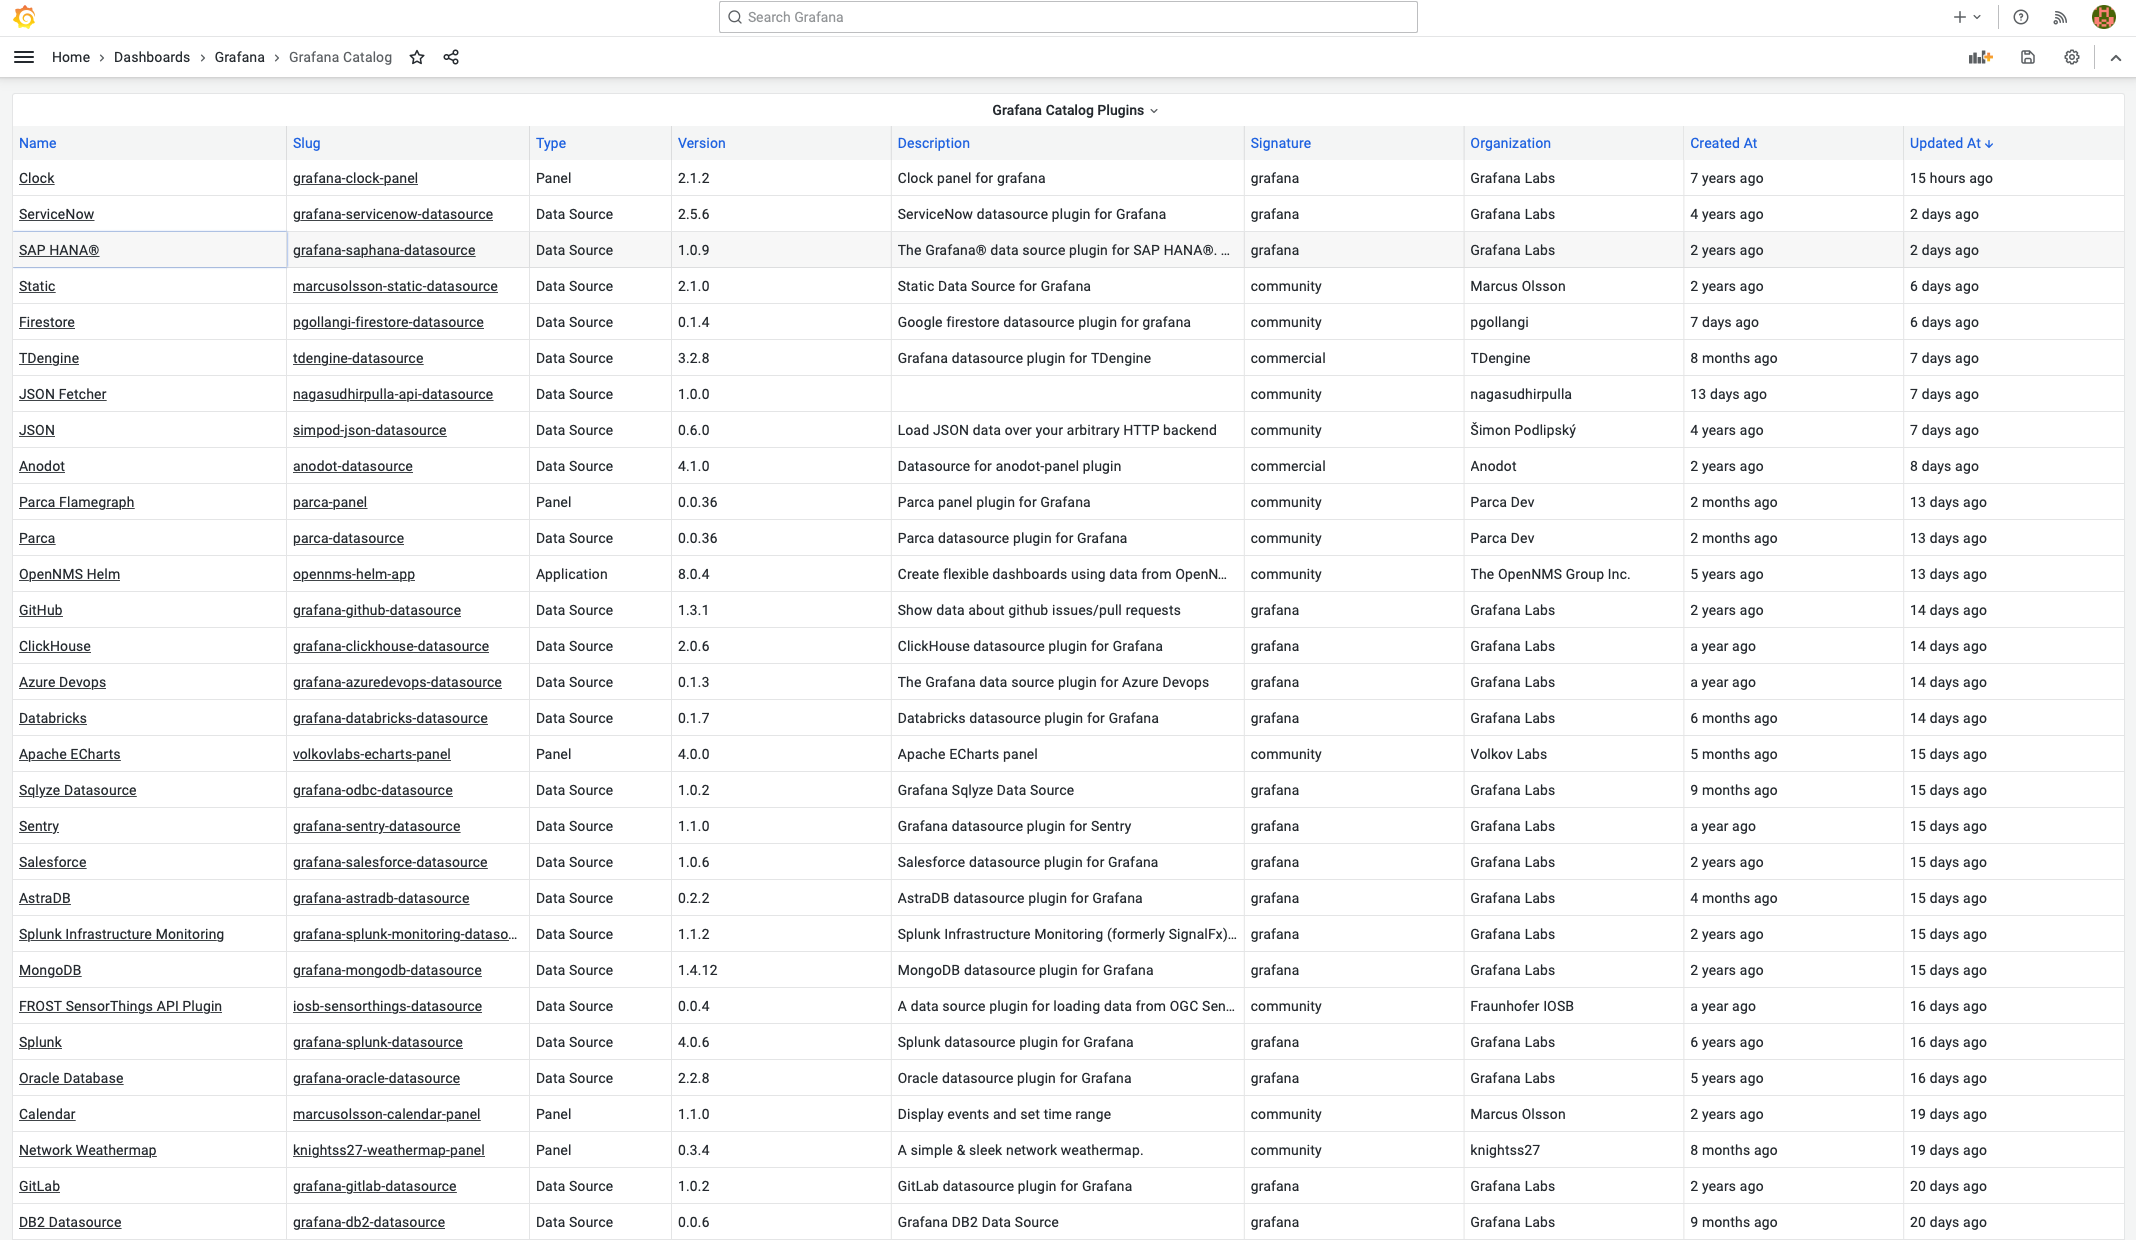 Search Grafana
Home › Dashboards › Grafana › Grafana Catalog
Grafana Catalog Plugins
Name Slug Type Version Description Signature Organization Created At Updated At ↓
Clock grafana-clock-panel Panel 2.1.2 Clock panel for grafana grafana Grafana Labs 7 years ago 15 hours ago
ServiceNow grafana-servicenow-datasource Data Source 2.5.6 ServiceNow datasource plugin for Grafana grafana Grafana Labs 4 years ago 2 days ago
SAP HANA® grafana-saphana-datasource Data Source 1.0.9 The Grafana® data source plugin for SAP HANA®. … grafana Grafana Labs 2 years ago 2 days ago
Static marcusolsson-static-datasource Data Source 2.1.0 Static Data Source for Grafana community Marcus Olsson 2 years ago 6 days ago
Firestore pgollangi-firestore-datasource Data Source 0.1.4 Google firestore datasource plugin for grafana community pgollangi 7 days ago 6 days ago
TDengine tdengine-datasource Data Source 3.2.8 Grafana datasource plugin for TDengine commercial TDengine 8 months ago 7 days ago
JSON Fetcher nagasudhirpulla-api-datasource Data Source 1.0.0 community nagasudhirpulla 13 days ago 7 days ago
JSON simpod-json-datasource Data Source 0.6.0 Load JSON data over your arbitrary HTTP backend community Šimon Podlipský 4 years ago 7 days ago
Anodot anodot-datasource Data Source 4.1.0 Datasource for anodot-panel plugin commercial Anodot 2 years ago 8 days ago
Parca Flamegraph parca-panel Panel 0.0.36 Parca panel plugin for Grafana community Parca Dev 2 months ago 13 days ago
Parca parca-datasource Data Source 0.0.36 Parca datasource plugin for Grafana community Parca Dev 2 months ago 13 days ago
OpenNMS Helm opennms-helm-app Application 8.0.4 Create flexible dashboards using data from OpenN… community The OpenNMS Group Inc. 5 years ago 13 days ago
GitHub grafana-github-datasource Data Source 1.3.1 Show data about github issues/pull requests grafana Grafana Labs 2 years ago 14 days ago
ClickHouse grafana-clickhouse-datasource Data Source 2.0.6 ClickHouse datasource plugin for Grafana grafana Grafana Labs a year ago 14 days ago
Azure Devops grafana-azuredevops-datasource Data Source 0.1.3 The Grafana data source plugin for Azure Devops grafana Grafana Labs a year ago 14 days ago
Databricks grafana-databricks-datasource Data Source 0.1.7 Databricks datasource plugin for Grafana grafana Grafana Labs 6 months ago 14 days ago
Apache ECharts volkovlabs-echarts-panel Panel 4.0.0 Apache ECharts panel community Volkov Labs 5 months ago 15 days ago
Sqlyze Datasource grafana-odbc-datasource Data Source 1.0.2 Grafana Sqlyze Data Source grafana Grafana Labs 9 months ago 15 days ago
Sentry grafana-sentry-datasource Data Source 1.1.0 Grafana datasource plugin for Sentry grafana Grafana Labs a year ago 15 days ago
Salesforce grafana-salesforce-datasource Data Source 1.0.6 Salesforce datasource plugin for Grafana grafana Grafana Labs 2 years ago 15 days ago
AstraDB grafana-astradb-datasource Data Source 0.2.2 AstraDB datasource plugin for Grafana grafana Grafana Labs 4 months ago 15 days ago
Splunk Infrastructure Monitoring grafana-splunk-monitoring-dataso… Data Source 1.1.2 Splunk Infrastructure Monitoring (formerly SignalFx)… grafana Grafana Labs 2 years ago 15 days ago
MongoDB grafana-mongodb-datasource Data Source 1.4.12 MongoDB datasource plugin for Grafana grafana Grafana Labs 2 years ago 15 days ago
FROST SensorThings API Plugin iosb-sensorthings-datasource Data Source 0.0.4 A data source plugin for loading data from OGC Sen… community Fraunhofer IOSB a year ago 16 days ago
Splunk grafana-splunk-datasource Data Source 4.0.6 Splunk datasource plugin for Grafana grafana Grafana Labs 6 years ago 16 days ago
Oracle Database grafana-oracle-datasource Data Source 2.2.8 Oracle datasource plugin for Grafana grafana Grafana Labs 5 years ago 16 days ago
Calendar marcusolsson-calendar-panel Panel 1.1.0 Display events and set time range community Marcus Olsson 2 years ago 19 days ago
Network Weathermap knightss27-weathermap-panel Panel 0.3.4 A simple & sleek network weathermap. community knightss27 8 months ago 19 days ago
GitLab grafana-gitlab-datasource Data Source 1.0.2 GitLab datasource plugin for Grafana grafana Grafana Labs 2 years ago 20 days ago
DB2 Datasource grafana-db2-datasource Data Source 0.0.6 Grafana DB2 Data Source grafana Grafana Labs 9 months ago 20 days ago